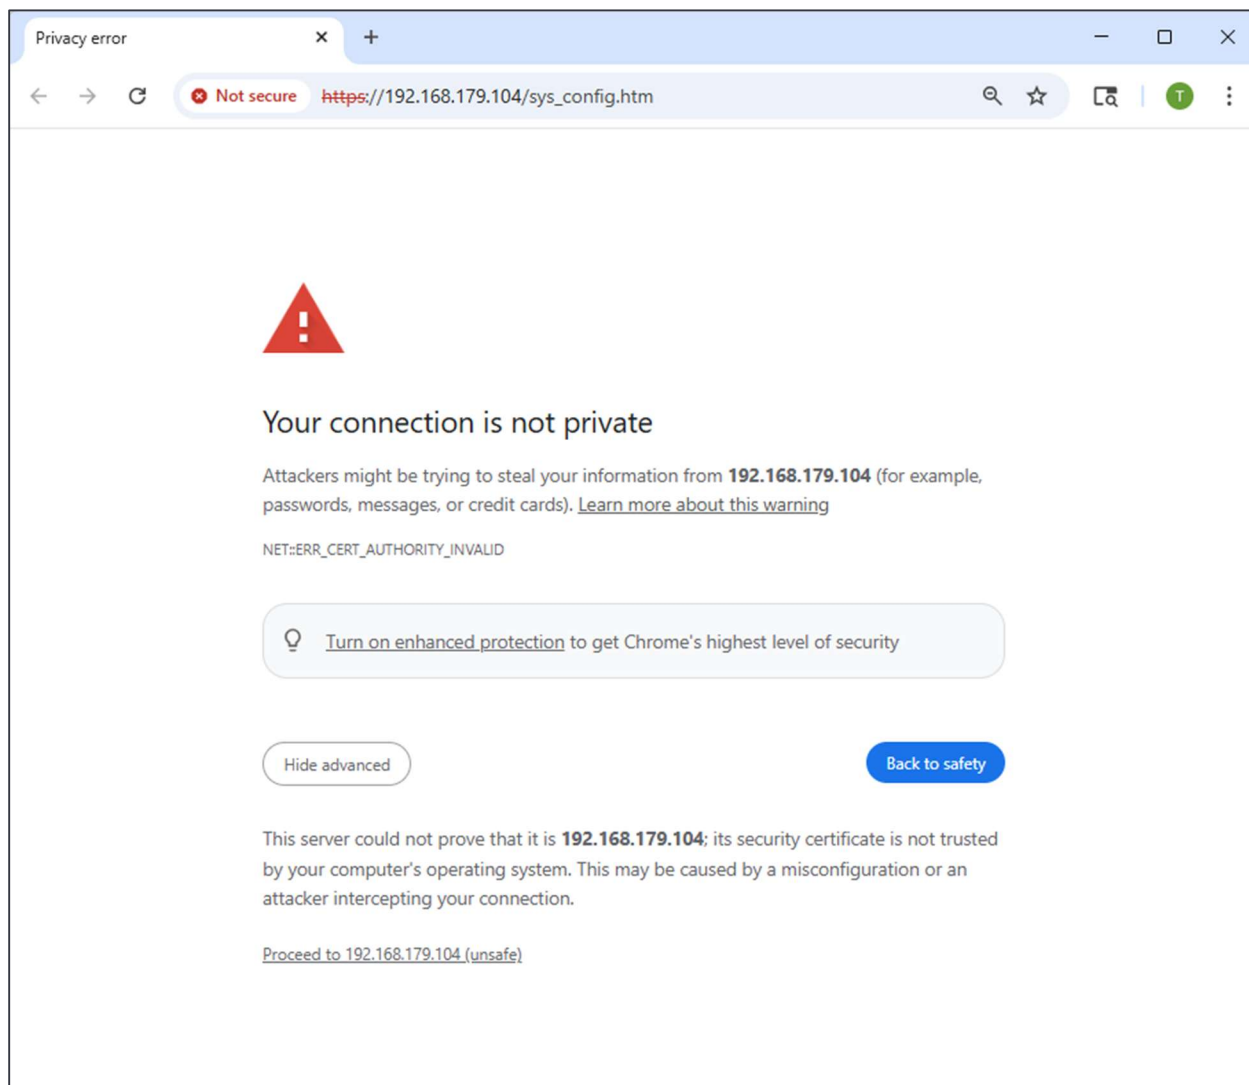 Privacy error
Not secure https://192.168.179.104/sys_config.htm
T
Your connection is not private
Attackers might be trying to steal your information from 192.168.179.104 (for example,
passwords, messages, or credit cards). Learn more about this warning
NET::ERR_CERT_AUTHORITY_INVALID
Turn on enhanced protection to get Chrome's highest level of security
Hide advanced
Back to safety
This server could not prove that it is 192.168.179.104; its security certificate is not trusted
by your computer's operating system. This may be caused by a misconfiguration or an
attacker intercepting your connection.
Proceed to 192.168.179.104 (unsafe)